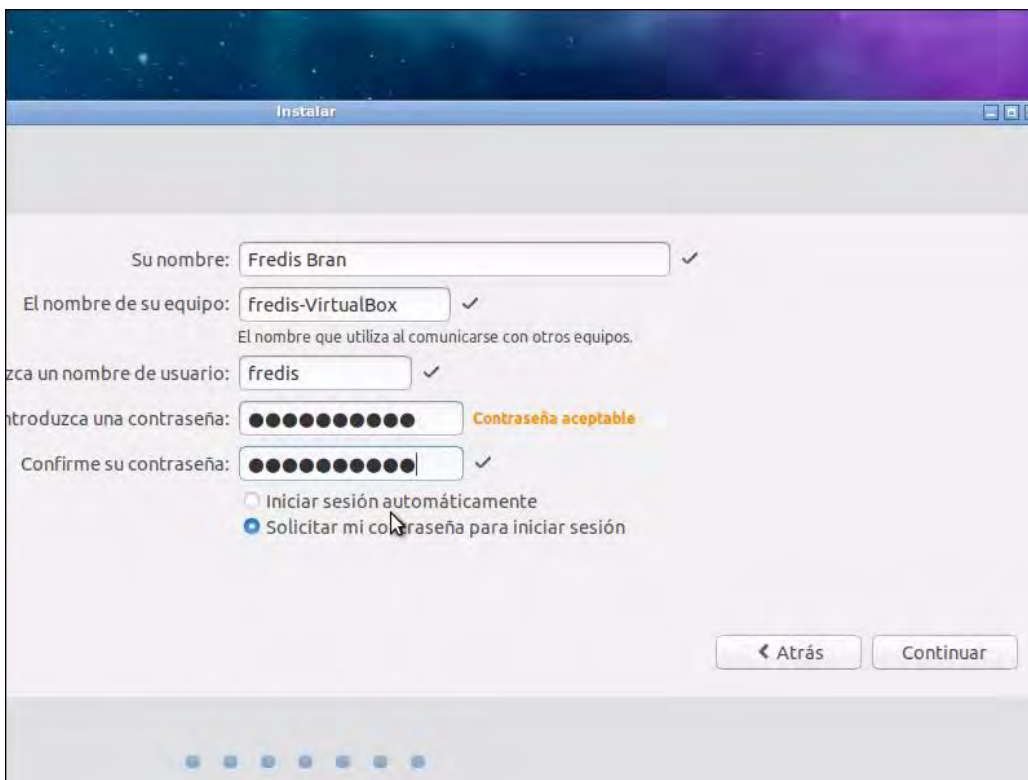 Instalar
Su nombre: Fredis Bran
El nombre de su equipo: fredis-VirtualBox
El nombre que utiliza al comunicarse con otros equipos.
zca un nombre de usuario: fredis
ntroduzca una contraseña: ●●●●●●●●●● Contraseña aceptable
Confirme su contraseña: ●●●●●●●●●●
Iniciar sesión automáticamente
Solicitar mi contraseña para iniciar sesión
Atrás Continuar